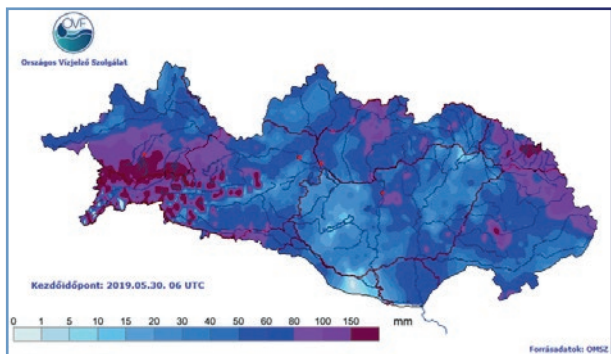 OVF
Országos Vízjelző Szolgálat
Kezdőidőpont: 2019.05.30. 06 UTC
0 1 5 10 15 20 30 40 50 60 80 100 150 mm
Forrásadatok: OMSZ